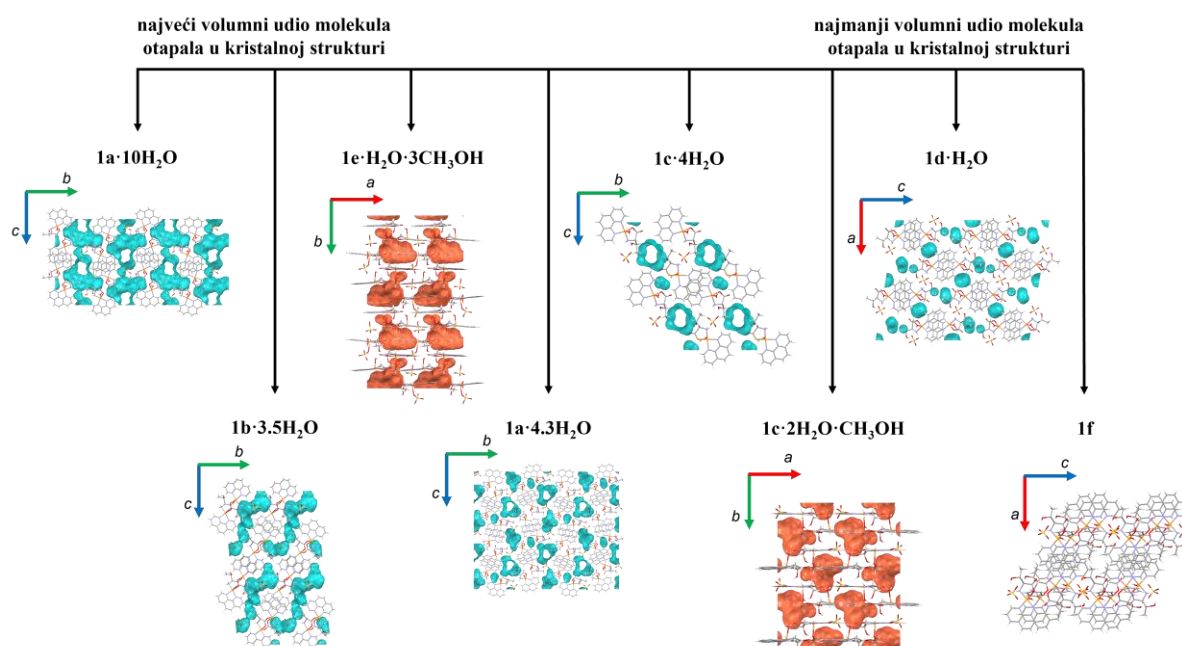 najveći volumni udio molekula
otapala u kristalnoj strukturi
najmanji volumni udio molekula
otapala u kristalnoj strukturi
1a·10H₂O
b
c
1e·H₂O·3CH₃OH
a
b
1c·4H₂O
b
c
1d·H₂O
c
a
1b·3.5H₂O
b
c
1a·4.3H₂O
b
c
1c·2H₂O·CH₃OH
a
b
1f
c
a